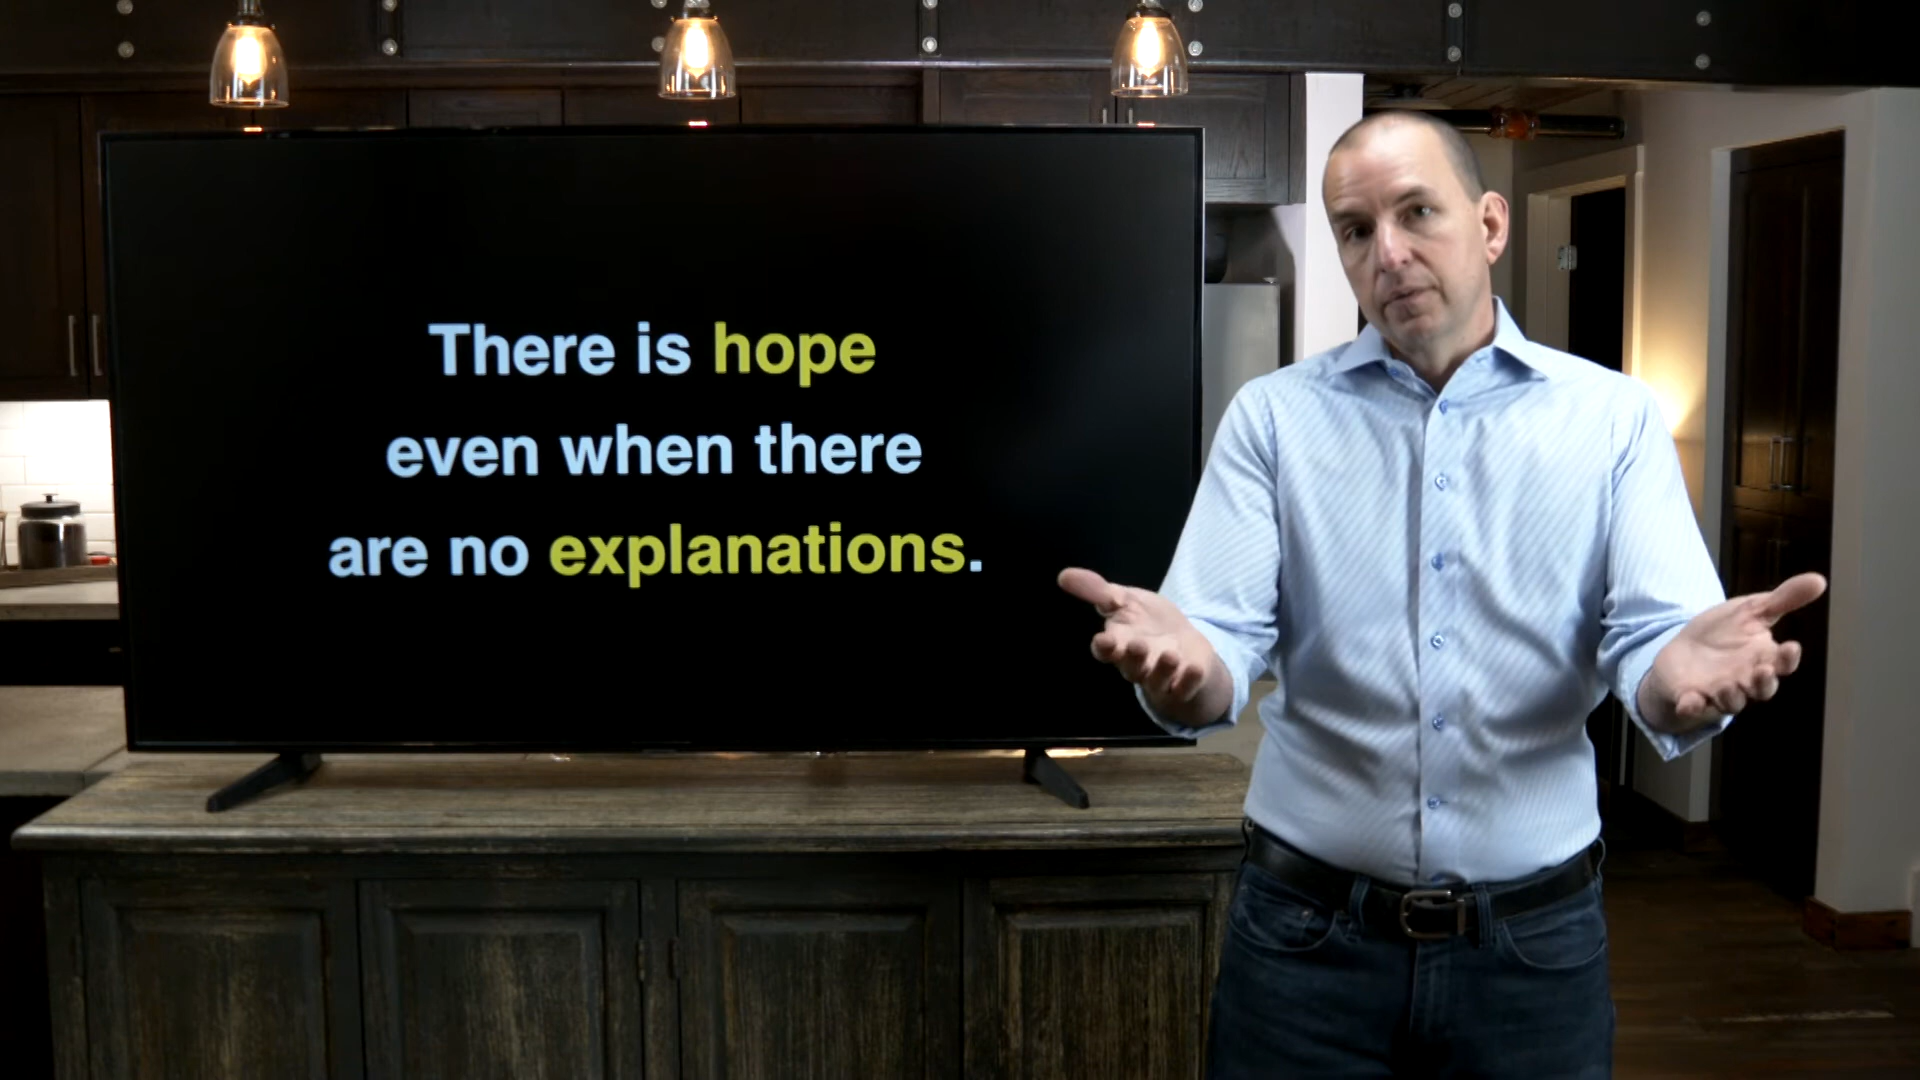 There is hope
even when there
are no explanations.